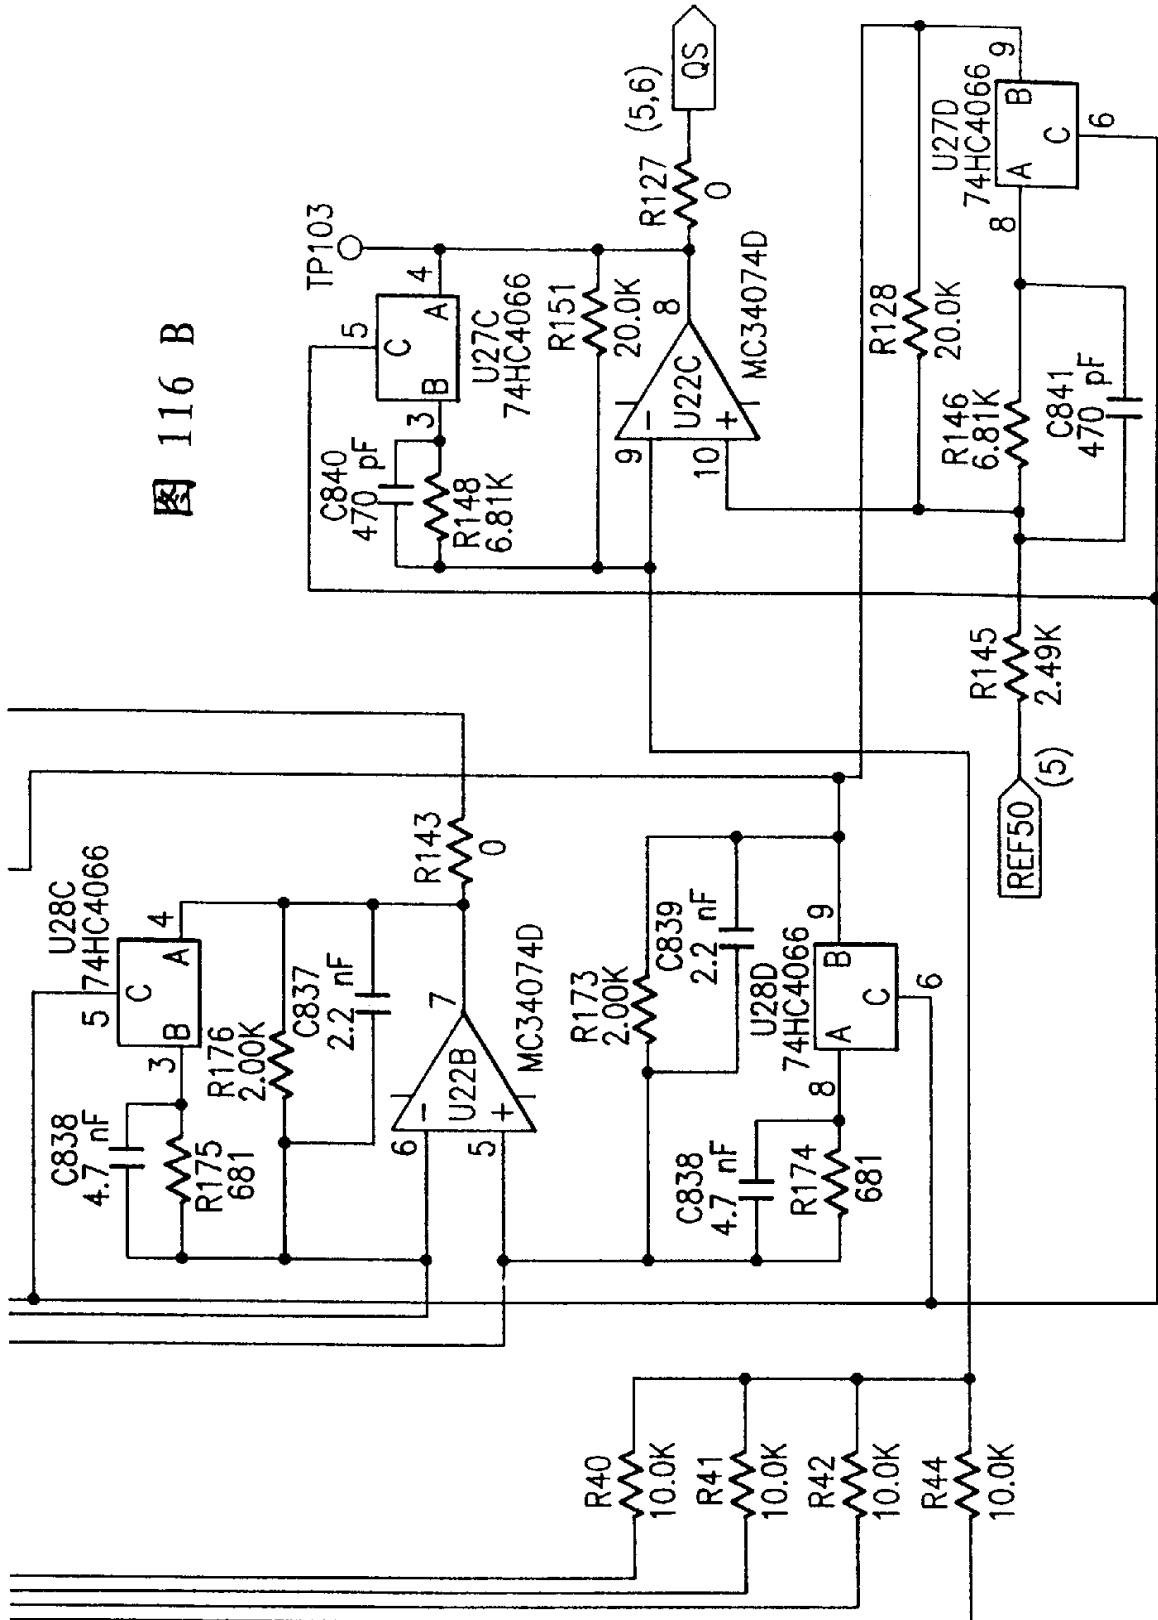 图 116 B
TP103
5
C
A
B
4
3
U27C
74HC4066
C840
470 pF
R148
6.81K
R151
20.0K
R127
0
(5,6)
QS
8
U22C
-
+
9
10
MC34074D
R128
20.0K
U27D
74HC4066
9
B
A
C
8
6
R146
6.81K
C841
470 pF
R145
2.49K
REF50
(5)
U28C
74HC4066
5
C
A
B
4
3
C838
4.7 nF
R175
681
R176
2.00K
C837
2.2 nF
R143
0
7
U22B
-
+
6
5
MC34074D
R173
2.00K
C839
2.2 nF
U28D
74HC4066
9
B
A
C
8
6
C838
4.7 nF
R174
681
R40
10.0K
R41
10.0K
R42
10.0K
R44
10.0K